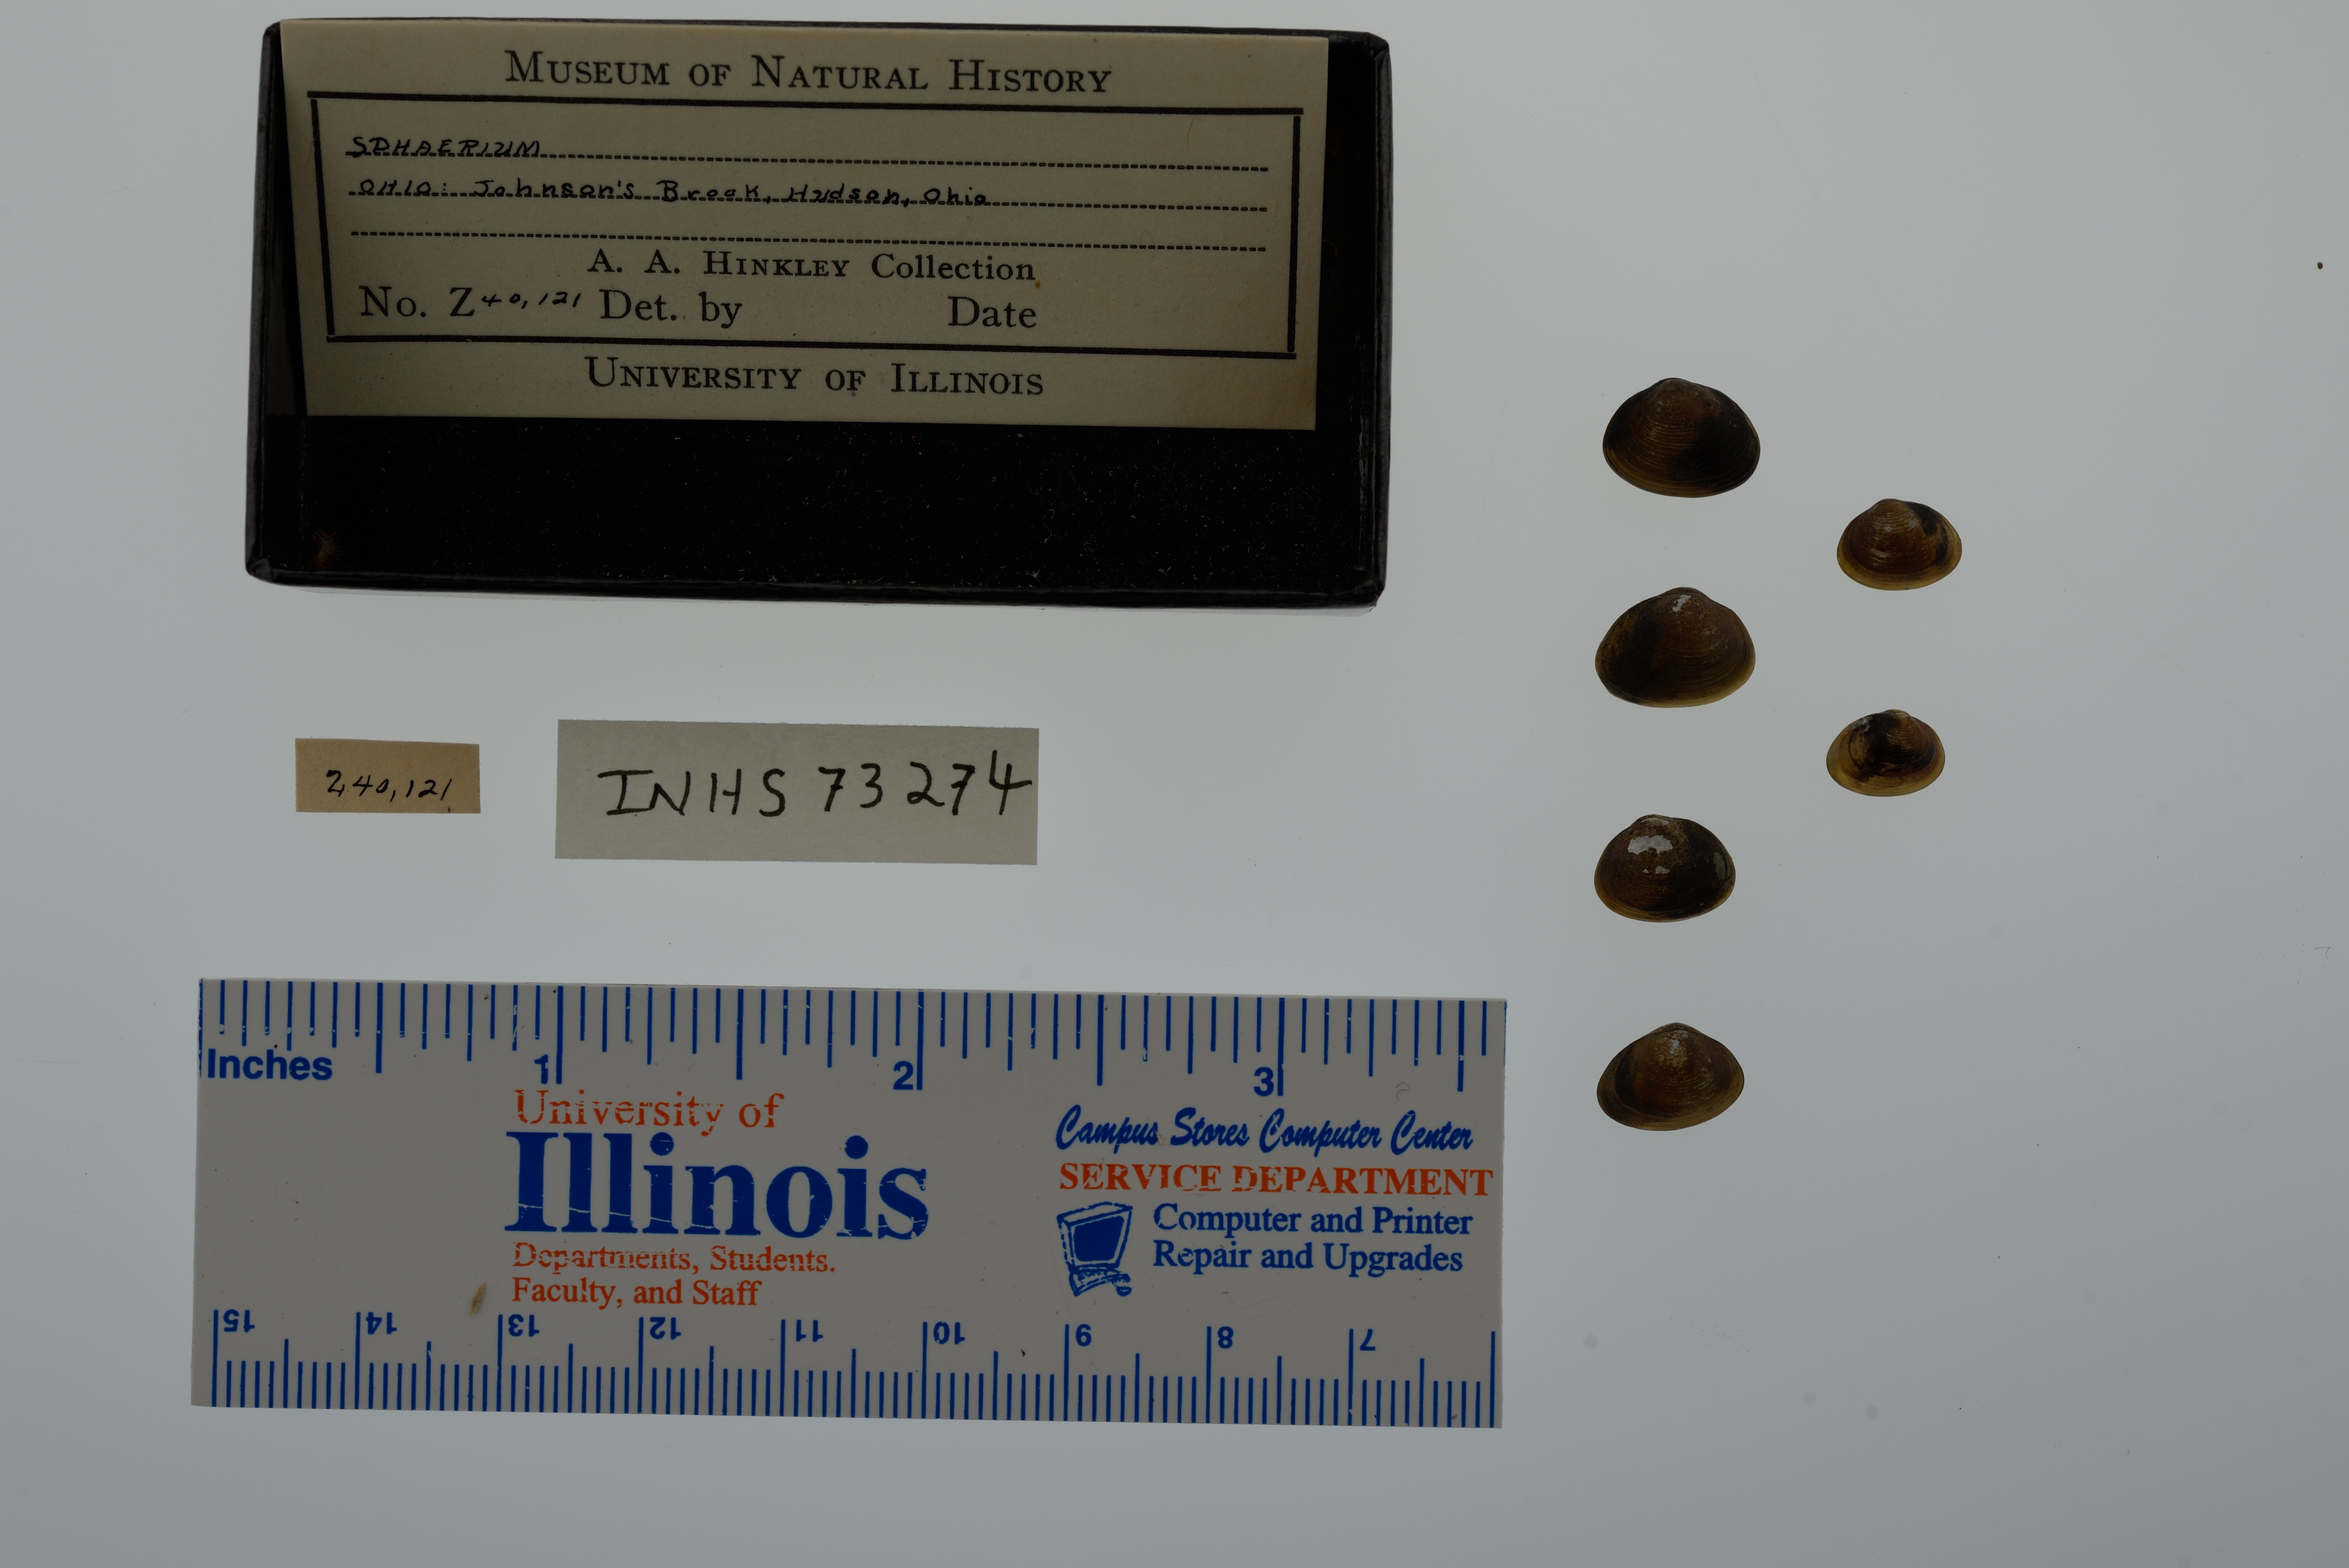 MUSEUM OF NATURAL HISTORY
SPHAERIUM
OHIO: Johnson's Brook, Hudson, Ohio
A. A. HINKLEY Collection
No. Z40,121 Det. by Date
UNIVERSITY OF ILLINOIS
Z40,121
INHS 73274
Inches 1 2 3
University of
Illinois
Departments, Students.
Faculty, and Staff
Campus Stores Computer Center
SERVICE DEPARTMENT
Computer and Printer
Repair and Upgrades
15 14 13 12 11 10 9 8 7